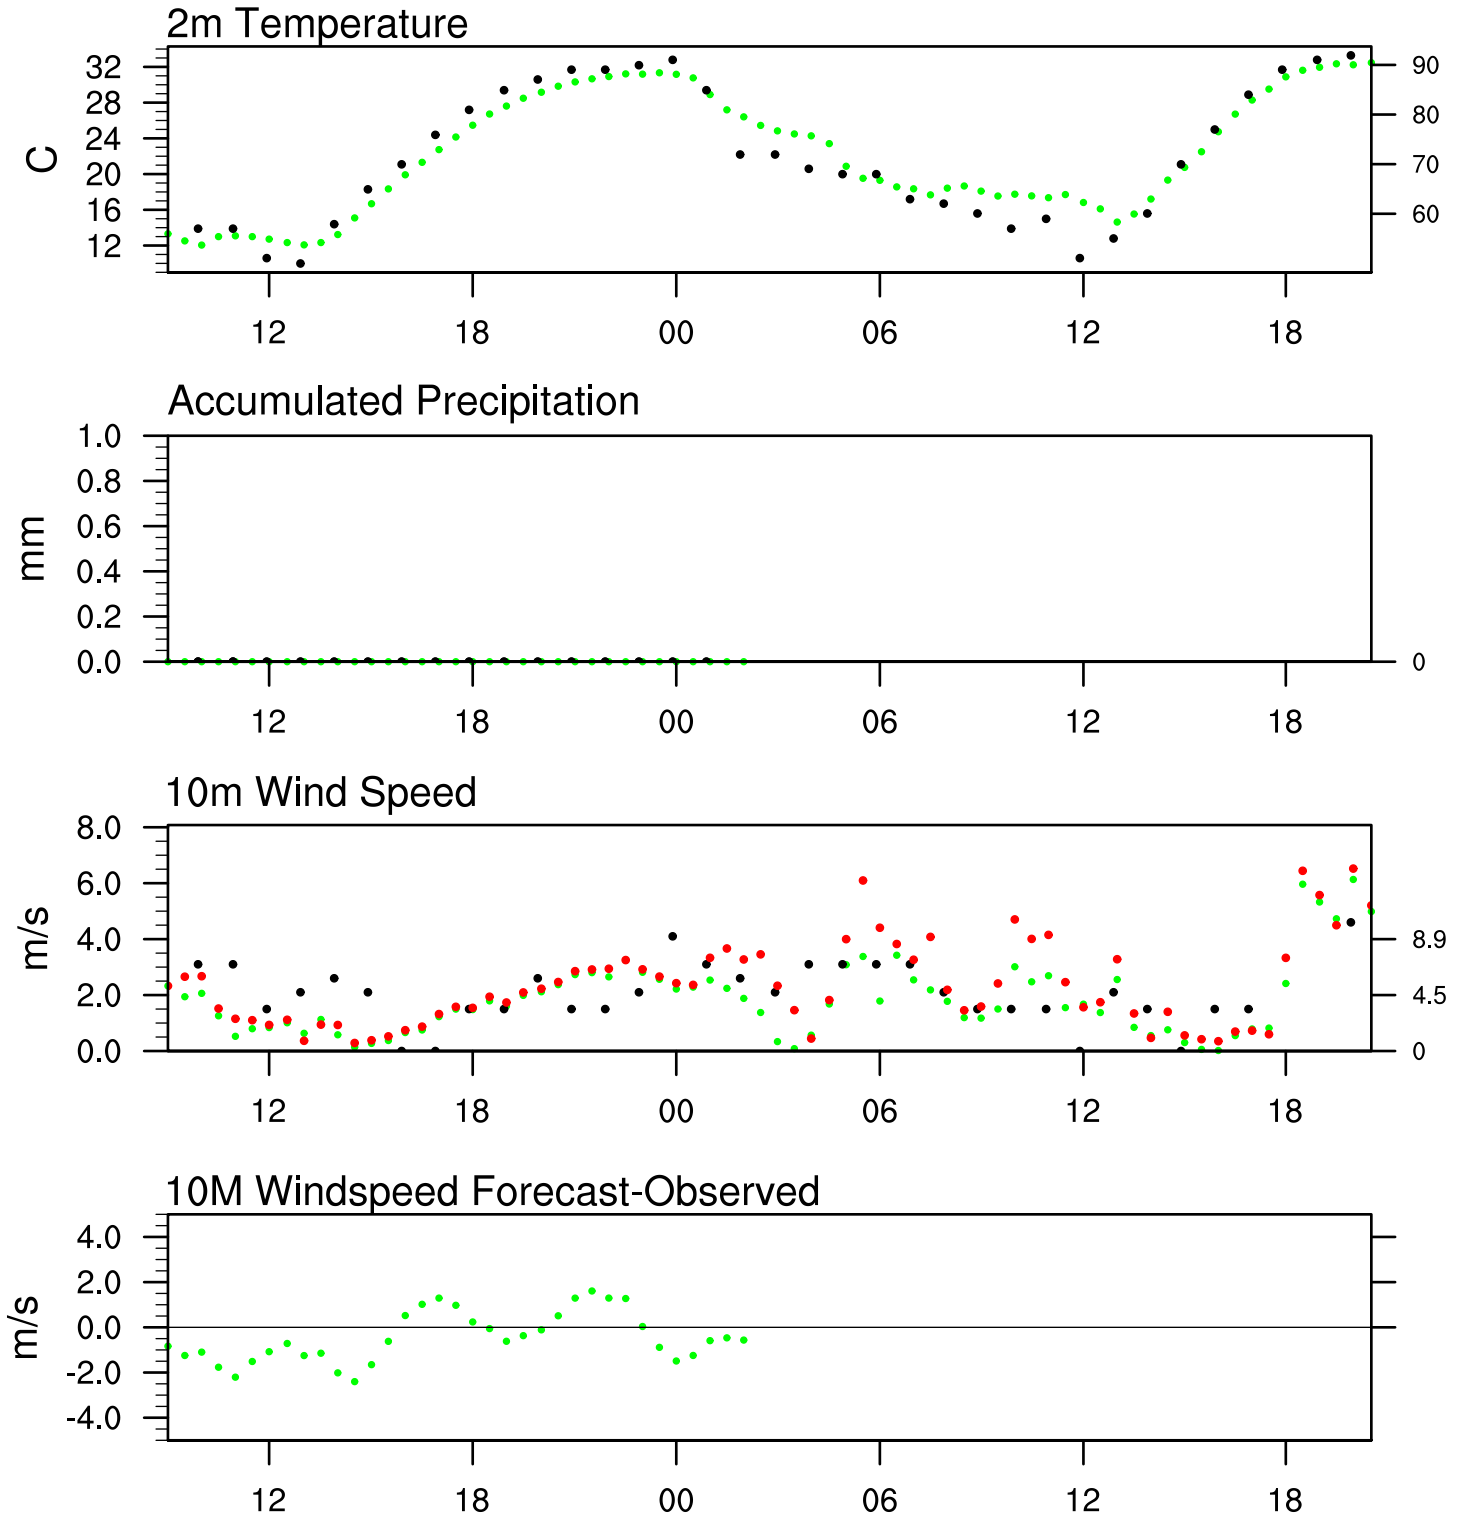 2m Temperature
C
32
28
24
20
16
12
90
80
70
60
12 18 00 06 12 18
Accumulated Precipitation
mm
1.0
0.8
0.6
0.4
0.2
0.0
0
12 18 00 06 12 18
10m Wind Speed
m/s
8.0
6.0
4.0
2.0
0.0
8.9
4.5
0
12 18 00 06 12 18
10M Windspeed Forecast-Observed
m/s
4.0
2.0
0.0
-2.0
-4.0
12 18 00 06 12 18